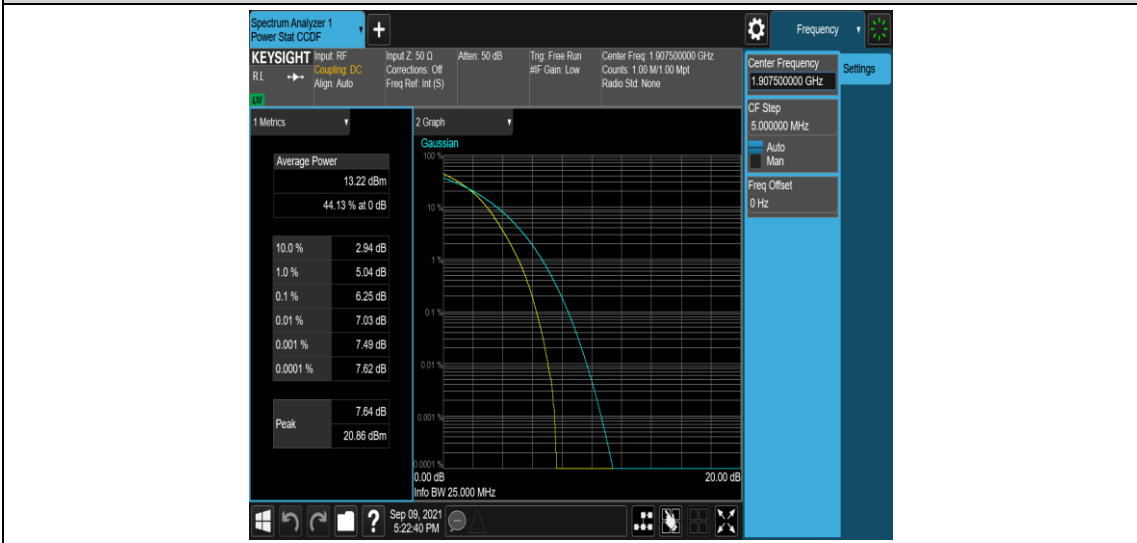 Spectrum Analyzer 1
Power Stat CCDF
+
Frequency
KEYSIGHT
Input: RF
Input Z: 50 Ω
Atten: 50 dB
Trig: Free Run
Center Freq: 1.907500000 GHz
RL
Coupling: DC
Corrections: Off
#IF Gain: Low
Counts: 1.00 M/1.00 Mpt
Align: Auto
Freq Ref: Int (S)
Radio Std: None
LXI
Center Frequency
1.907500000 GHz
Settings
CF Step
5.000000 MHz
Auto
Man
Freq Offset
0 Hz
1 Metrics
Average Power
13.22 dBm
44.13 % at 0 dB
10.0 % 2.94 dB
1.0 % 5.04 dB
0.1 % 6.25 dB
0.01 % 7.03 dB
0.001 % 7.49 dB
0.0001 % 7.62 dB
Peak
7.64 dB
20.86 dBm
2 Graph
Gaussian
100 %
10 %
1 %
0.1 %
0.01 %
0.001 %
0.0001 %
0.00 dB
20.00 dB
Info BW 25.000 MHz
?
Sep 09, 2021
5:22:40 PM